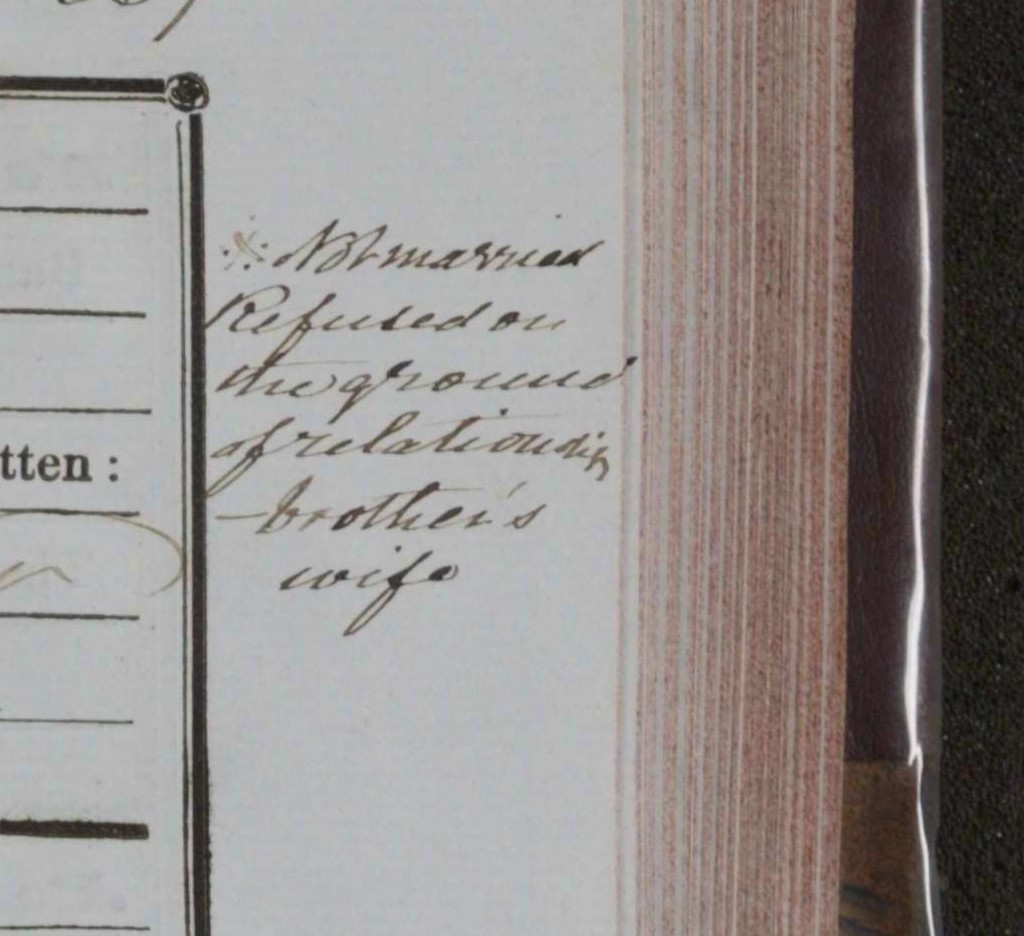 ※ Not married
Refused on
the ground
of relationship
tten :
- brother's
wife